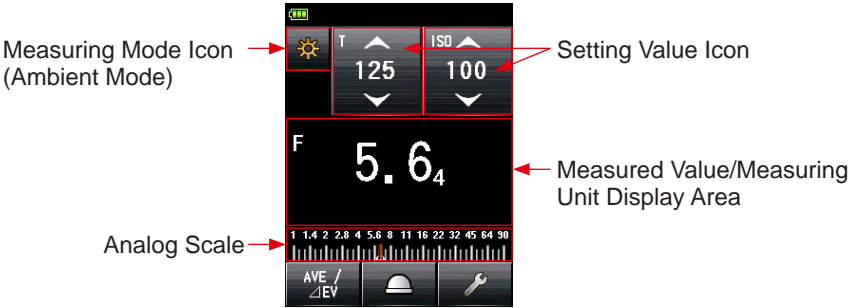 Measuring Mode Icon
(Ambient Mode)
T
125
ISO
100
Setting Value Icon
F
5.6₄
Measured Value/Measuring
Unit Display Area
Analog Scale
1 1.4 2 2.8 4 5.6 8 11 16 22 32 45 64 90
AVE /
⊿EV